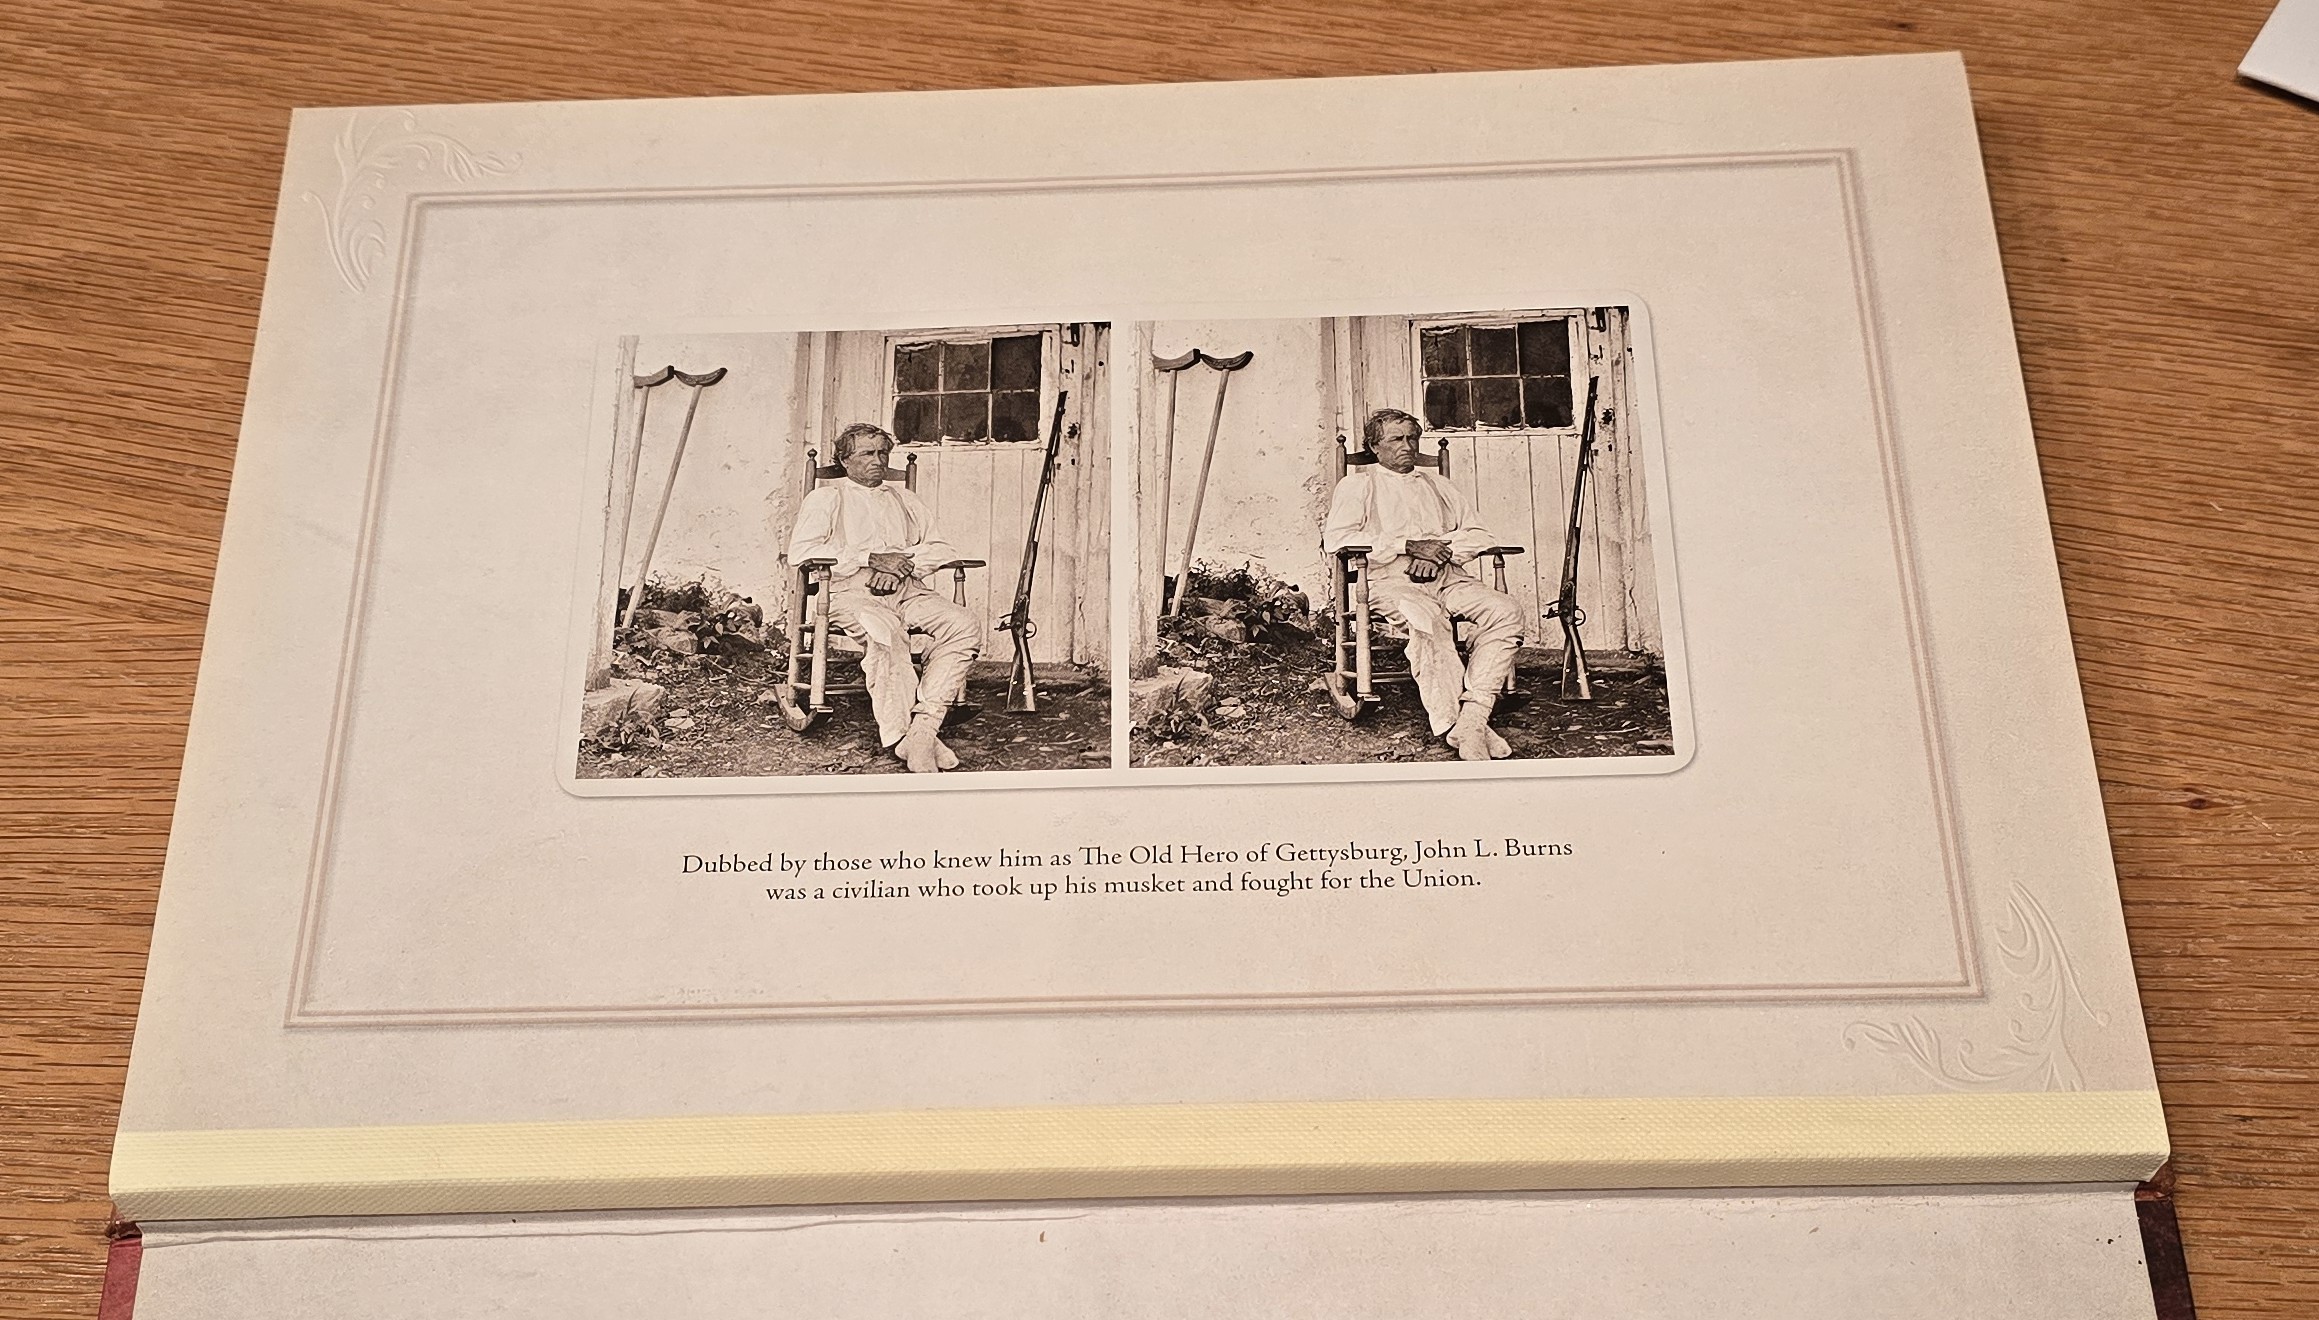 Dubbed by those who knew him as The Old Hero of Gettysburg, John L. Burns
was a civilian who took up his musket and fought for the Union.